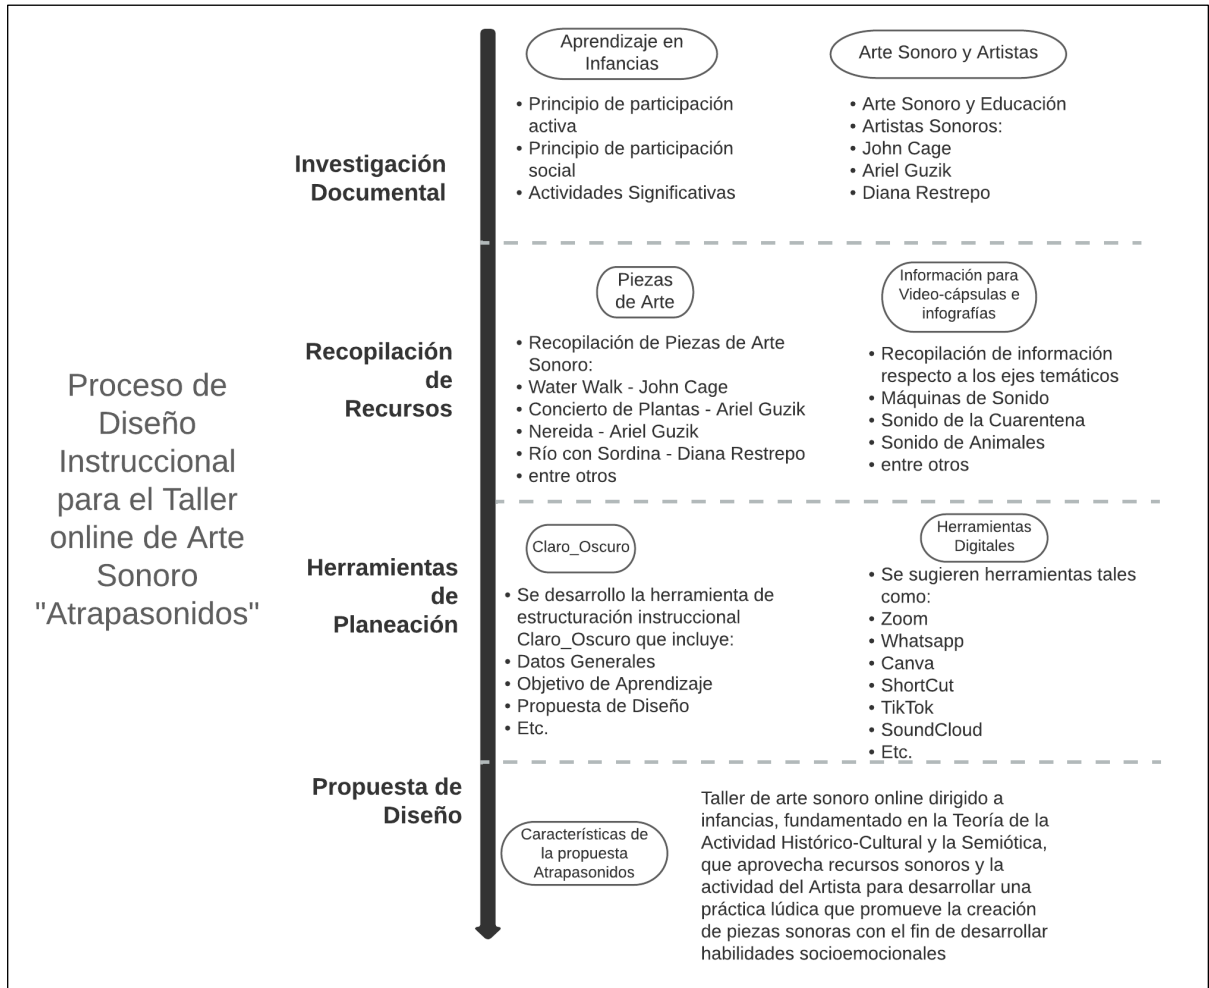 Proceso de
Diseño
Instruccional
para el Taller
online de Arte
Sonoro
"Atrapasonidos"
Investigación
Documental
Aprendizaje en
Infancias
• Principio de participación
activa
• Principio de participación
social
• Actividades Significativas
Arte Sonoro y Artistas
• Arte Sonoro y Educación
• Artistas Sonoros:
• John Cage
• Ariel Guzik
• Diana Restrepo
Recopilación
de
Recursos
Piezas
de Arte
• Recopilación de Piezas de Arte
Sonoro:
• Water Walk - John Cage
• Concierto de Plantas - Ariel Guzik
• Nereida - Ariel Guzik
• Río con Sordina - Diana Restrepo
• entre otros
Información para
Video-cápsulas e
infografías
• Recopilación de información
respecto a los ejes temáticos
• Máquinas de Sonido
• Sonido de la Cuarentena
• Sonido de Animales
• entre otros
Herramientas
de
Planeación
Claro_Oscuro
• Se desarrollo la herramienta de
estructuración instruccional
Claro_Oscuro que incluye:
• Datos Generales
• Objetivo de Aprendizaje
• Propuesta de Diseño
• Etc.
Herramientas
Digitales
• Se sugieren herramientas tales
como:
• Zoom
• Whatsapp
• Canva
• ShortCut
• TikTok
• SoundCloud
• Etc.
Propuesta de
Diseño
Características de
la propuesta
Atrapasonidos
Taller de arte sonoro online dirigido a
infancias, fundamentado en la Teoría de la
Actividad Histórico-Cultural y la Semiótica,
que aprovecha recursos sonoros y la
actividad del Artista para desarrollar una
práctica lúdica que promueve la creación
de piezas sonoras con el fin de desarrollar
habilidades socioemocionales